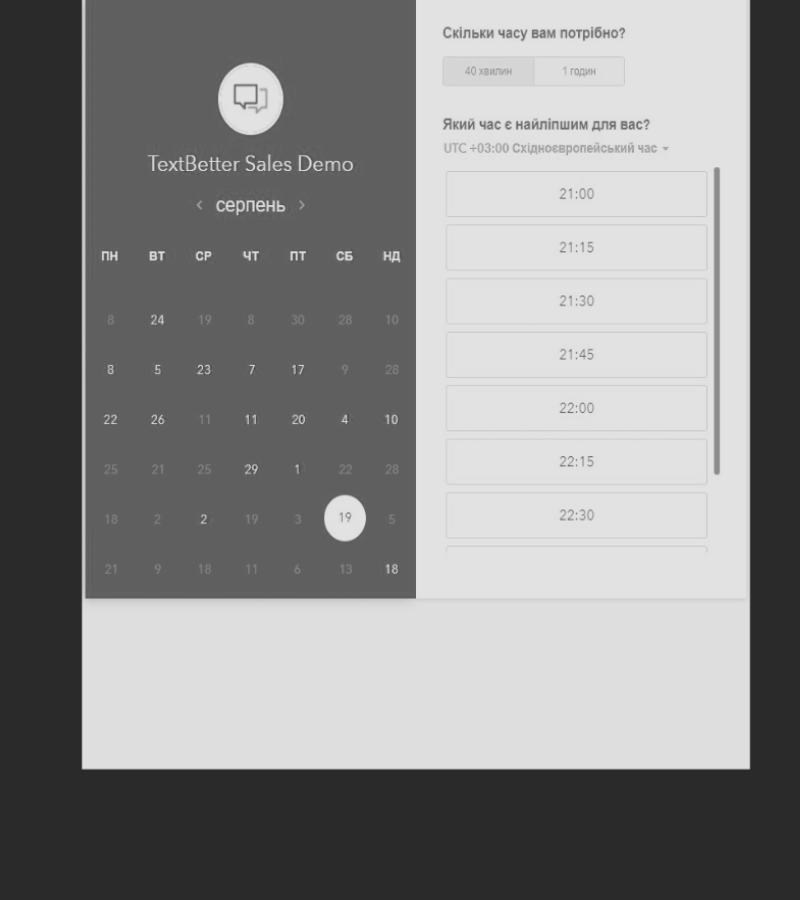 TextBetter Sales Demo
серпень
ПН ВТ СР ЧТ ПТ СБ НД
8 24 19 8 30 28 10
8 5 23 7 17 9 28
22 26 11 11 20 4 10
25 21 25 29 1 22 28
18 2 2 19 3 19 5
21 9 18 11 6 13 18
Скільки часу вам потрібно?
40 хвилин 1 годин
Який час є найліпшим для вас?
UTC +03:00 Східноєвропейський час
21:00
21:15
21:30
21:45
22:00
22:15
22:30